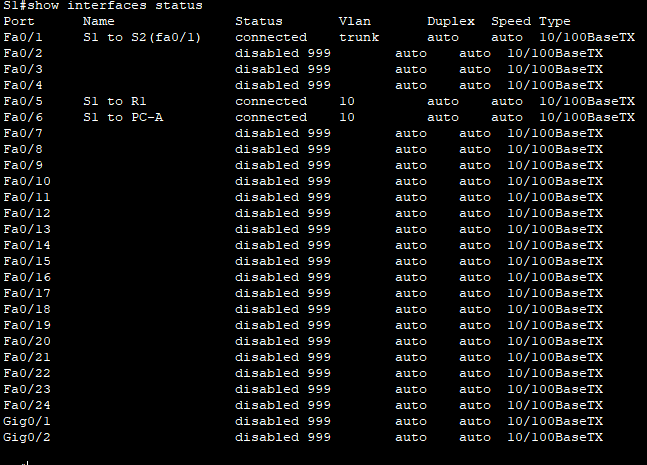 S1#show interfaces status
Port Name Status Vlan Duplex Speed Type
Fa0/1 S1 to S2(fa0/1) connected trunk auto auto 10/100BaseTX
Fa0/2 disabled 999 auto auto 10/100BaseTX
Fa0/3 disabled 999 auto auto 10/100BaseTX
Fa0/4 disabled 999 auto auto 10/100BaseTX
Fa0/5 S1 to R1 connected 10 auto auto 10/100BaseTX
Fa0/6 S1 to PC-A connected 10 auto auto 10/100BaseTX
Fa0/7 disabled 999 auto auto 10/100BaseTX
Fa0/8 disabled 999 auto auto 10/100BaseTX
Fa0/9 disabled 999 auto auto 10/100BaseTX
Fa0/10 disabled 999 auto auto 10/100BaseTX
Fa0/11 disabled 999 auto auto 10/100BaseTX
Fa0/12 disabled 999 auto auto 10/100BaseTX
Fa0/13 disabled 999 auto auto 10/100BaseTX
Fa0/14 disabled 999 auto auto 10/100BaseTX
Fa0/15 disabled 999 auto auto 10/100BaseTX
Fa0/16 disabled 999 auto auto 10/100BaseTX
Fa0/17 disabled 999 auto auto 10/100BaseTX
Fa0/18 disabled 999 auto auto 10/100BaseTX
Fa0/19 disabled 999 auto auto 10/100BaseTX
Fa0/20 disabled 999 auto auto 10/100BaseTX
Fa0/21 disabled 999 auto auto 10/100BaseTX
Fa0/22 disabled 999 auto auto 10/100BaseTX
Fa0/23 disabled 999 auto auto 10/100BaseTX
Fa0/24 disabled 999 auto auto 10/100BaseTX
Gig0/1 disabled 999 auto auto 10/100BaseTX
Gig0/2 disabled 999 auto auto 10/100BaseTX